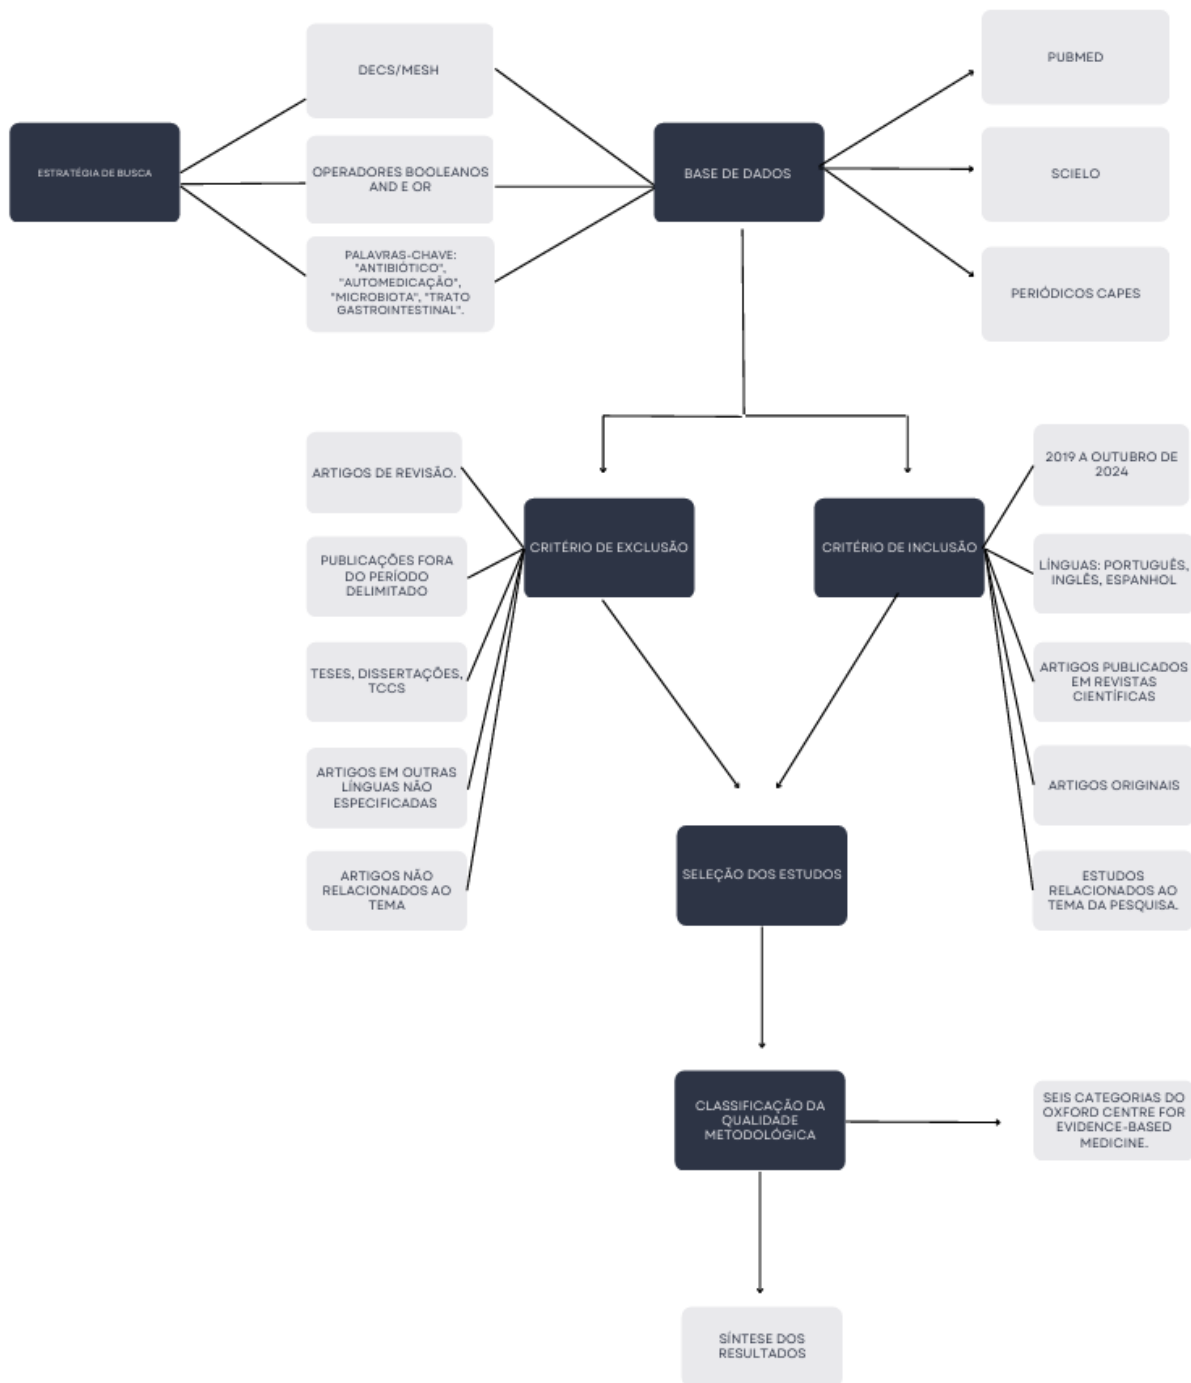 ESTRATÉGIA DE BUSCA
DECS/MESH
OPERADORES BOOLEANOS
AND E OR
PALAVRAS-CHAVE:
"ANTIBIÓTICO",
"AUTOMEDICAÇÃO",
"MICROBIOTA", "TRATO
GASTROINTESTINAL".
BASE DE DADOS
PUBMED
SCIELO
PERIÓDICOS CAPES
ARTIGOS DE REVISÃO.
PUBLICAÇÕES FORA
DO PERÍODO
DELIMITADO
TESES, DISSERTAÇÕES,
TCCS
ARTIGOS EM OUTRAS
LÍNGUAS NÃO
ESPECIFICADAS
ARTIGOS NÃO
RELACIONADOS AO
TEMA
CRITÉRIO DE EXCLUSÃO
CRITÉRIO DE INCLUSÃO
2019 A OUTUBRO DE
2024
LÍNGUAS: PORTUGUÊS,
INGLÊS, ESPANHOL
ARTIGOS PUBLICADOS
EM REVISTAS
CIENTÍFICAS
ARTIGOS ORIGINAIS
ESTUDOS
RELACIONADOS AO
TEMA DA PESQUISA.
SELEÇÃO DOS ESTUDOS
CLASSIFICAÇÃO DA
QUALIDADE
METODOLÓGICA
SEIS CATEGORIAS DO
OXFORD CENTRE FOR
EVIDENCE-BASED
MEDICINE.
SÍNTESE DOS
RESULTADOS